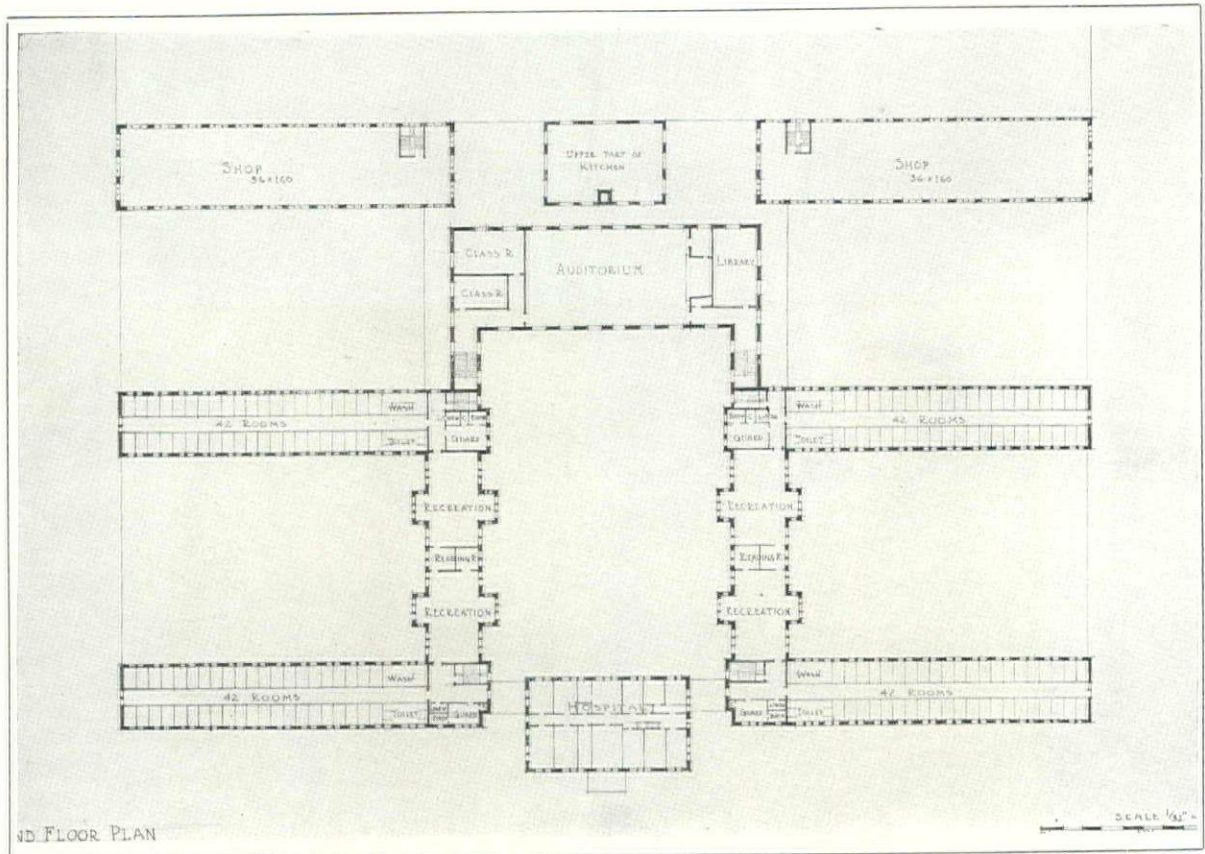 SHOP
36 x 160
UPPER PART OF
KITCHEN
SHOP
36 x 160
CLASS R.
AUDITORIUM
LIBRARY
CLASS R.
WASH
42 ROOMS
TOILET
LINEN
GUARD
WASH
42 ROOMS
TOILET
GUARD
RECREATION
RECREATION
READING R.
READING R.
RECREATION
RECREATION
WASH
42 ROOMS
TOILET
GUARD
HOSPITAL
WASH
42 ROOMS
TOILET
GUARD
ND FLOOR PLAN
SCALE